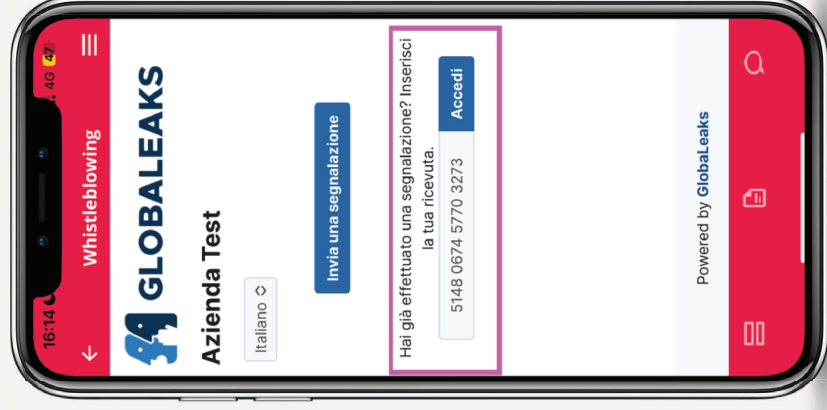 16:14
4G 47
Whistleblowing
GLOBALEAKS
Azienda Test
Italiano
Invia una segnalazione
Hai già effettuato una segnalazione? Inserisci
la tua ricevuta.
5148 0674 5770 3273
Accedi
Powered by GlobaLeaks